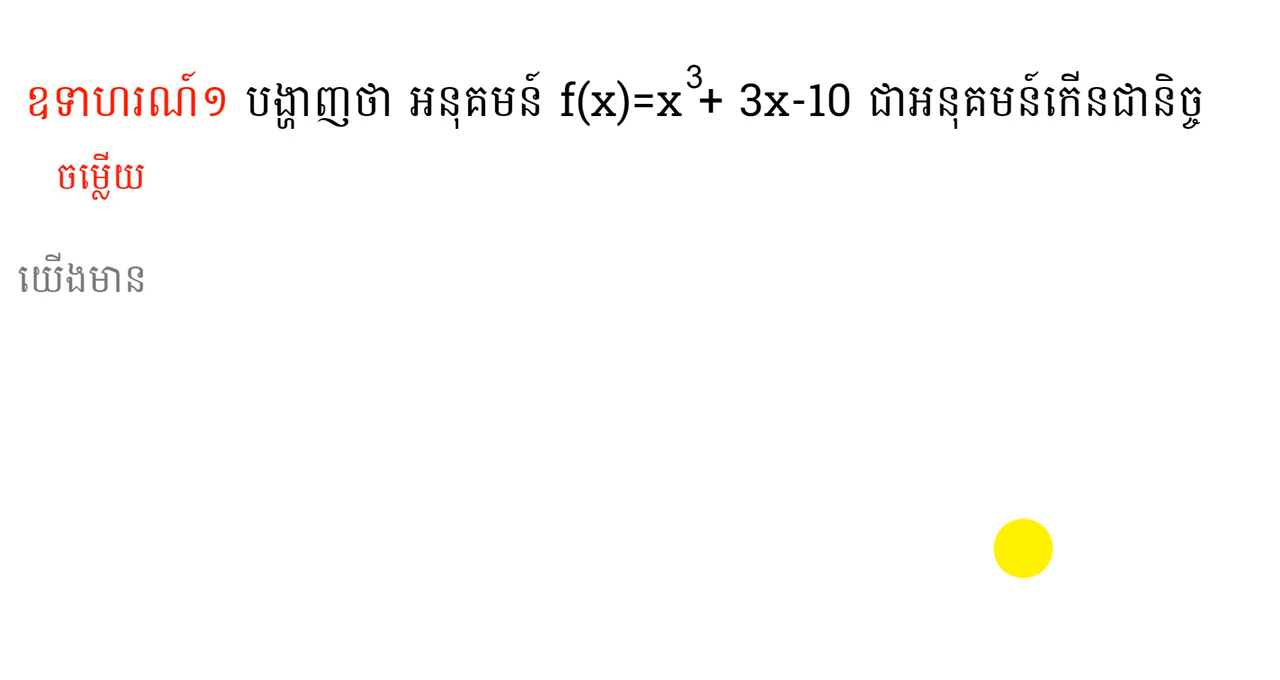 ឧទាហរណ៍១ បង្ហាញថា អនុគមន៍ f(x)=x³+ 3x-10 ជាអនុគមន៍កើនជានិច្ច
ចម្លើយ
យើងមាន